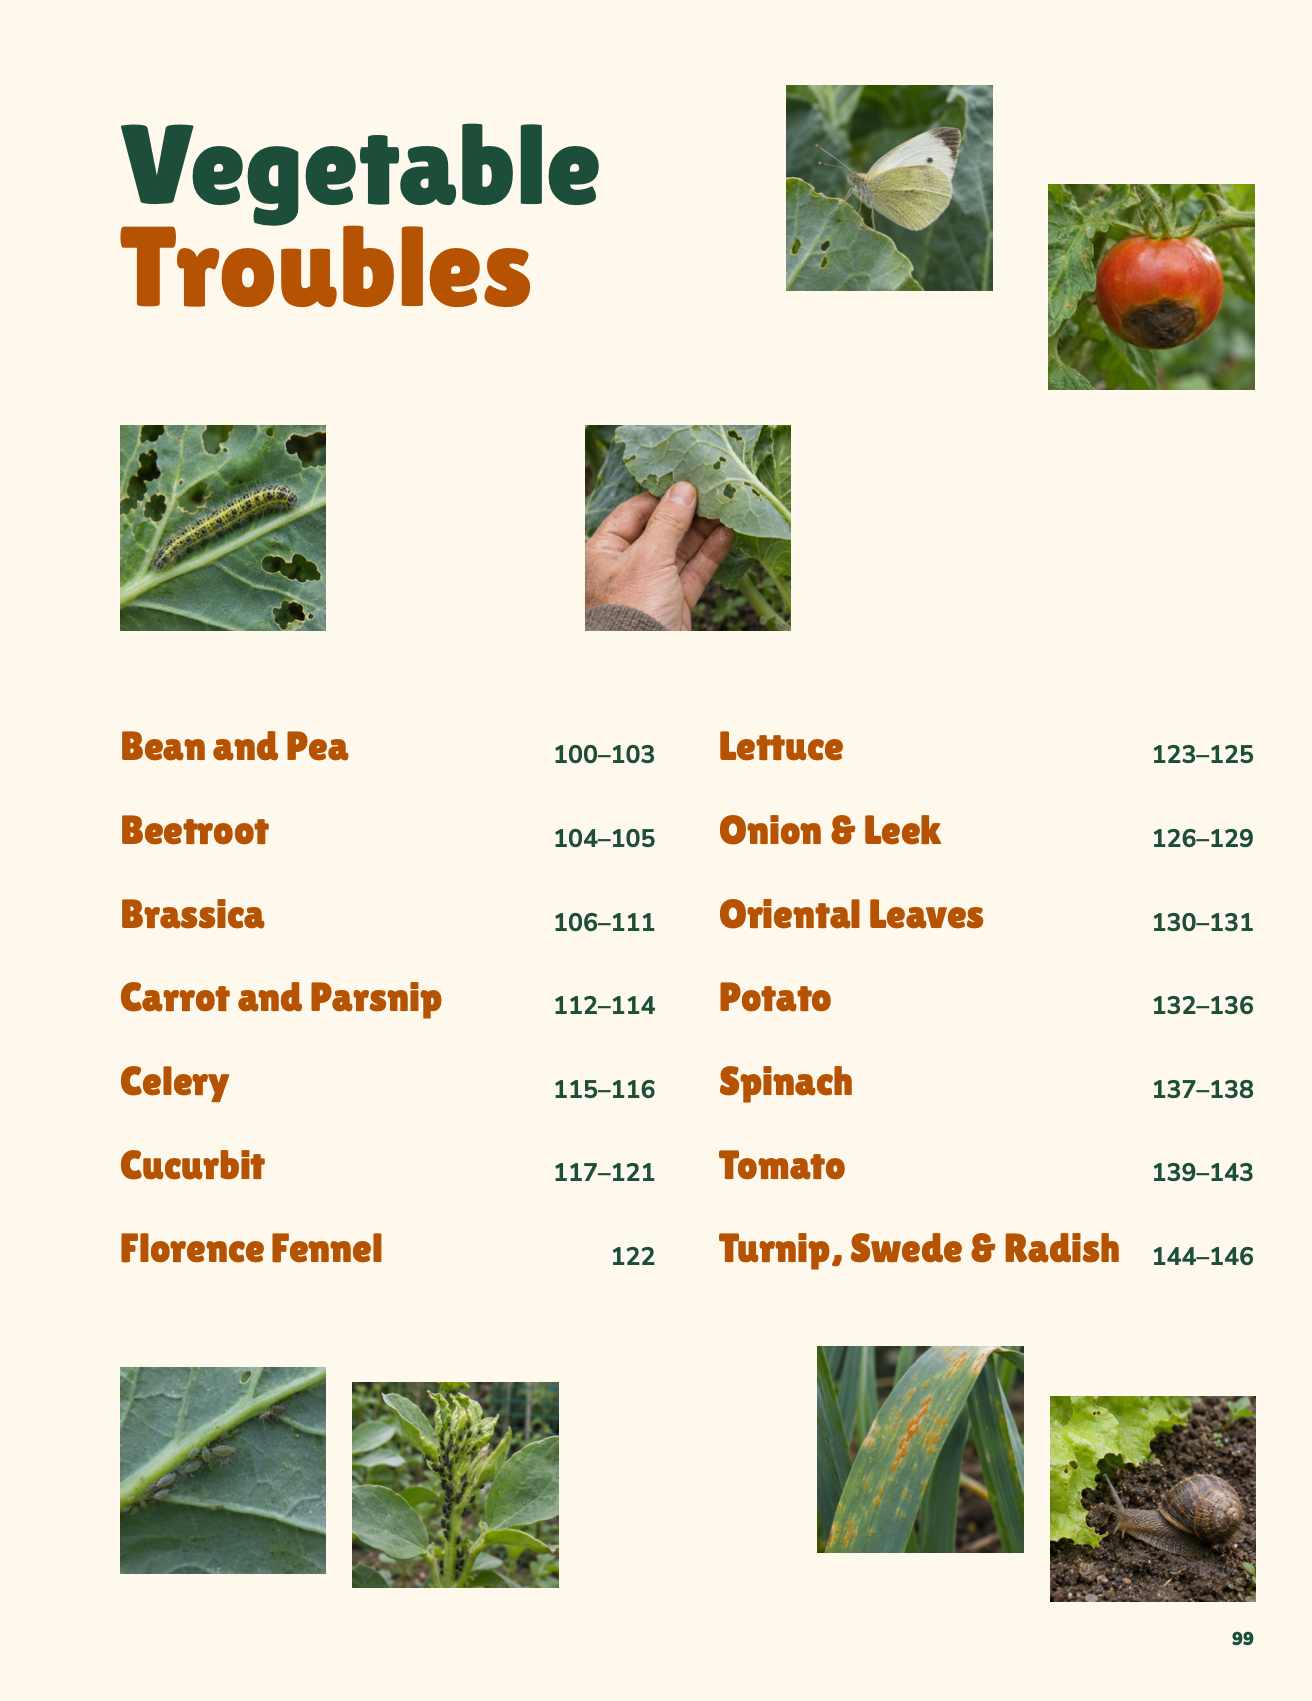 Vegetable
Troubles
Bean and Pea 100–103
Beetroot 104–105
Brassica 106–111
Carrot and Parsnip 112–114
Celery 115–116
Cucurbit 117–121
Florence Fennel 122
Lettuce 123–125
Onion & Leek 126–129
Oriental Leaves 130–131
Potato 132–136
Spinach 137–138
Tomato 139–143
Turnip, Swede & Radish 144–146
99